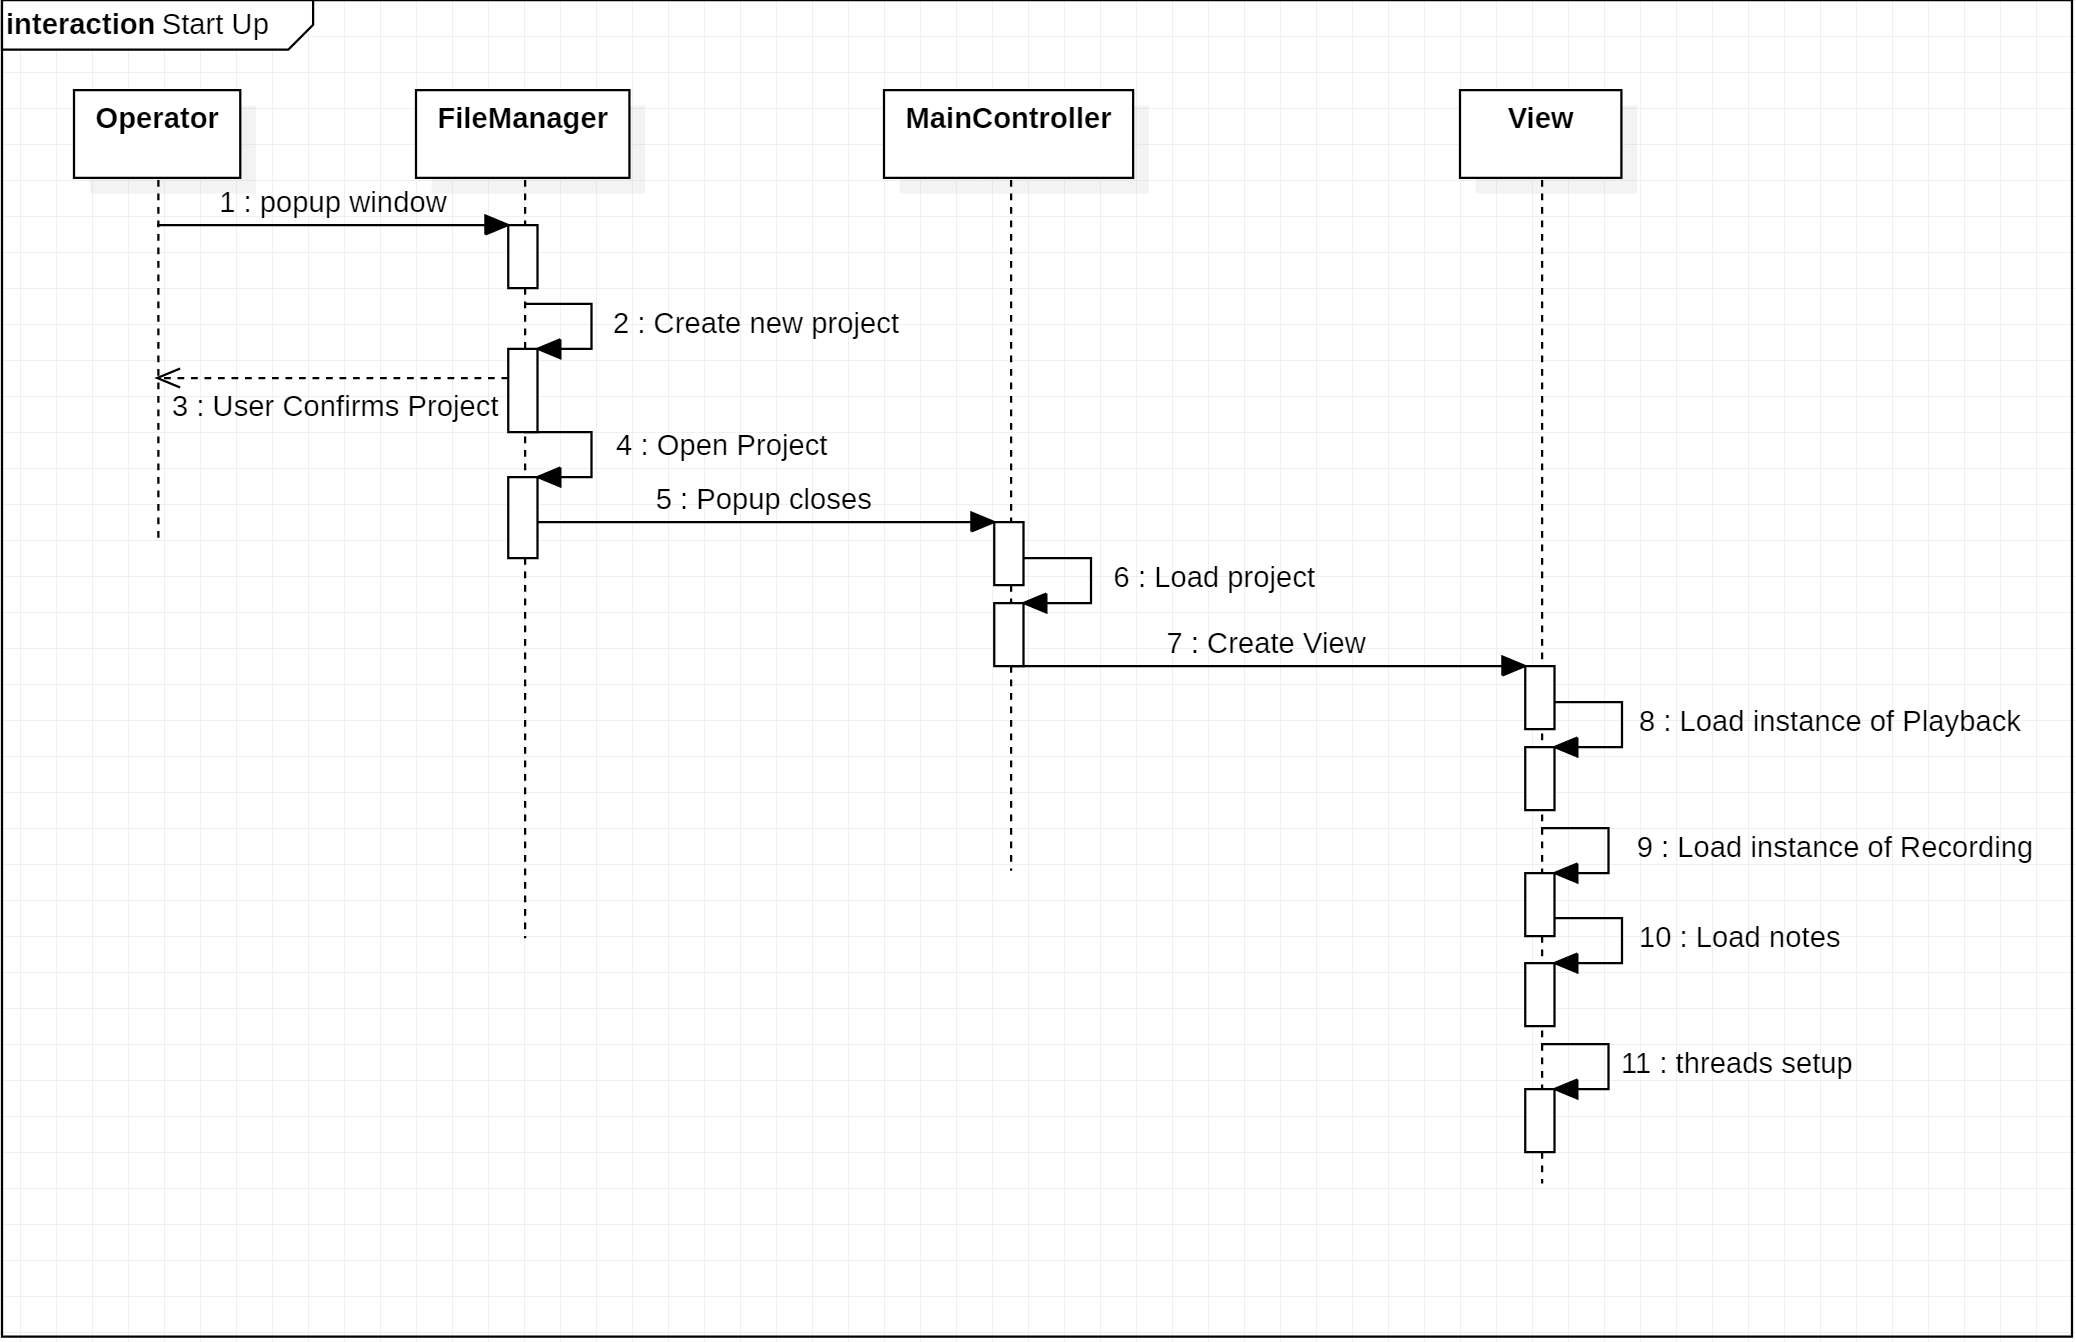 interaction Start Up
Operator
FileManager
MainController
View
1 : popup window
2 : Create new project
3 : User Confirms Project
4 : Open Project
5 : Popup closes
6 : Load project
7 : Create View
8 : Load instance of Playback
9 : Load instance of Recording
10 : Load notes
11 : threads setup